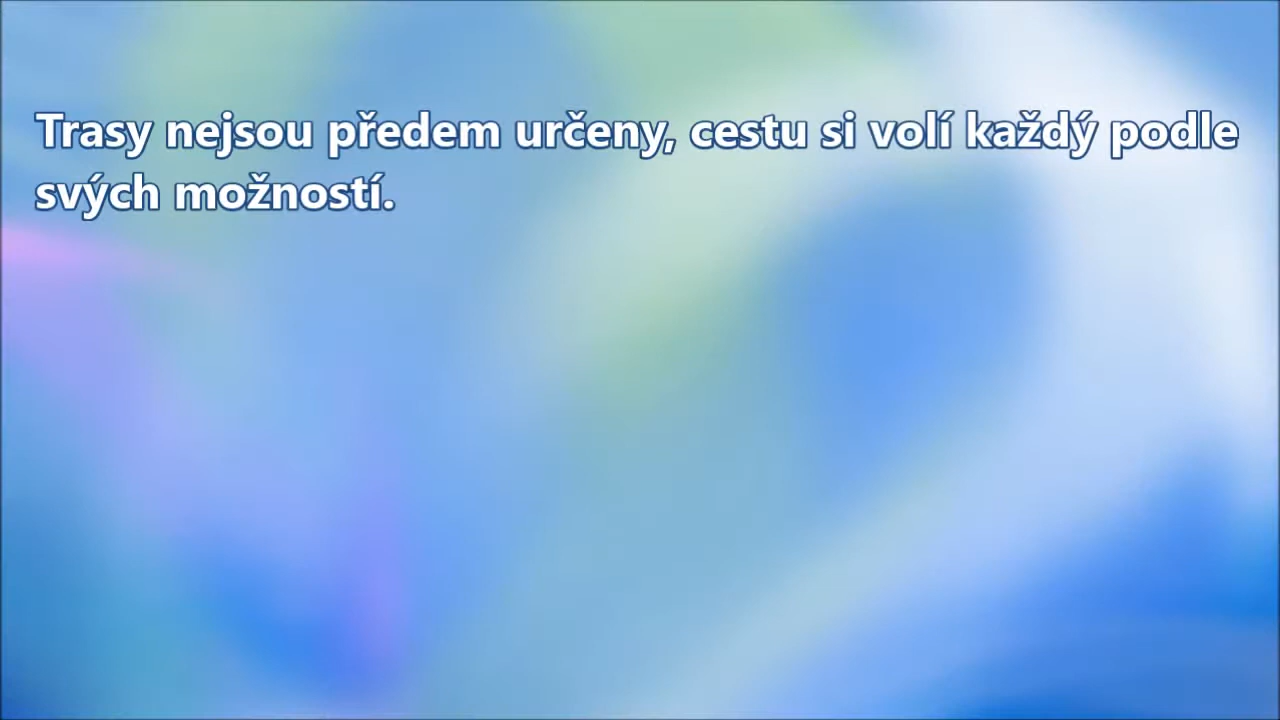 Trasy nejsou předem určeny, cestu si volí každý podle
svých možností.